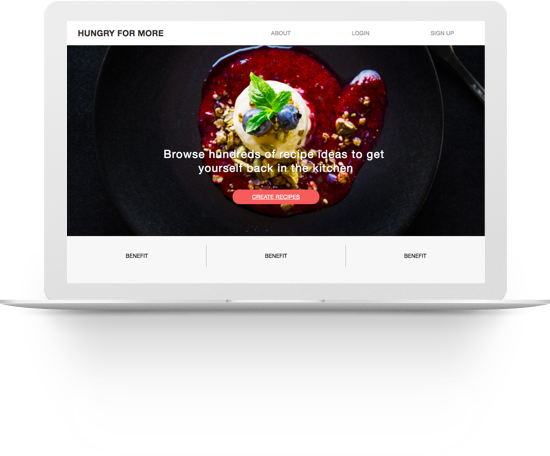 HUNGRY FOR MORE
ABOUT
LOGIN
SIGN UP
Browse hundreds of recipe ideas to get
yourself back in the kitchen
CREATE RECIPES
BENEFIT
BENEFIT
BENEFIT